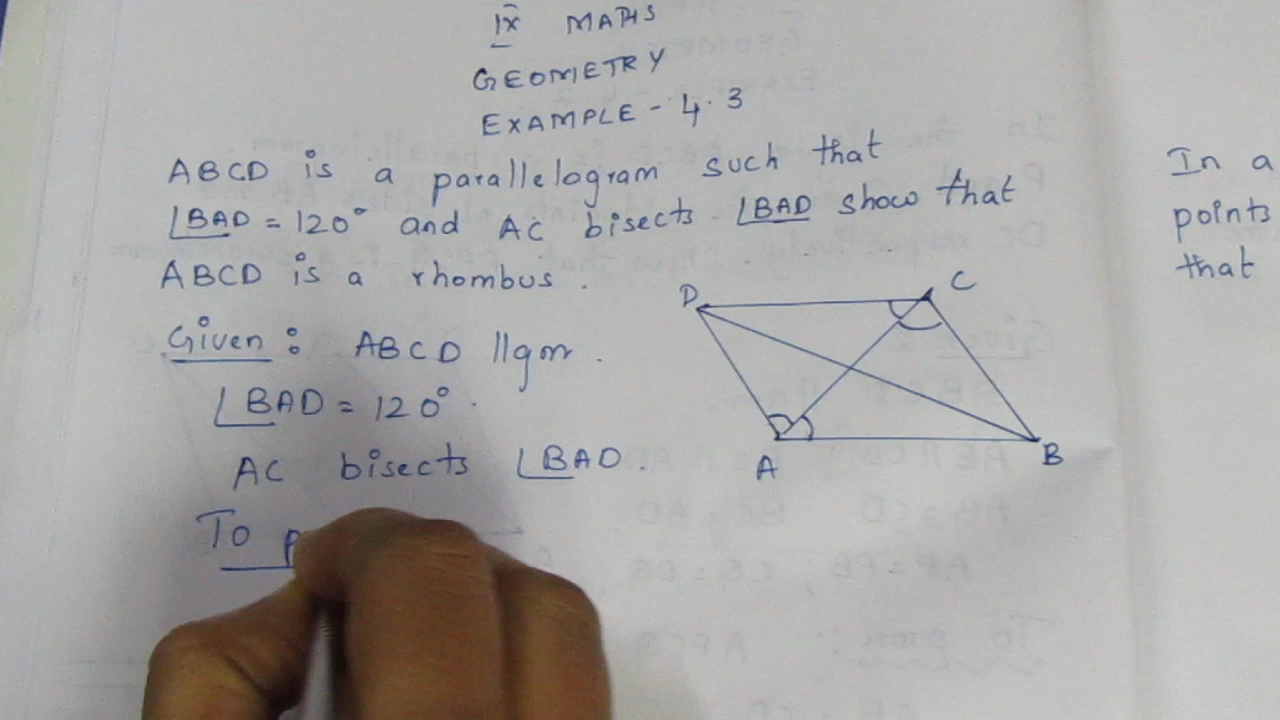 IX MATHS
GEOMETRY
EXAMPLE - 4.3
ABCD is a parallelogram such that
∠BAD = 120° and AC bisects ∠BAD show that
ABCD is a rhombus.
Given : ABCD llgm.
∠BAD = 120°.
AC bisects ∠BAD.
To p
D
C
A
B
In a
points
that